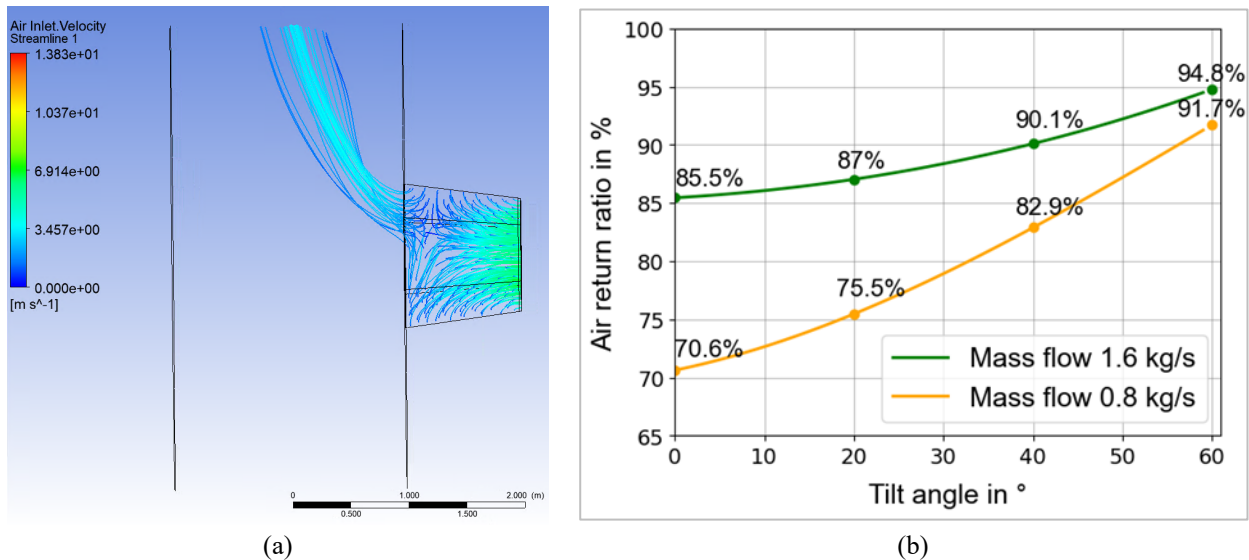 Air Inlet.Velocity
Streamline 1
1.383e+01
1.037e+01
6.914e+00
3.457e+00
0.000e+00
[m s^-1]
0 1.000 2.000 (m)
0.500 1.500
(a)
Air return ratio in %
100
95
90
85
80
75
70
65
94.8%
91.7%
90.1%
87%
85.5%
82.9%
75.5%
70.6%
Mass flow 1.6 kg/s
Mass flow 0.8 kg/s
0 10 20 30 40 50 60
Tilt angle in °
(b)